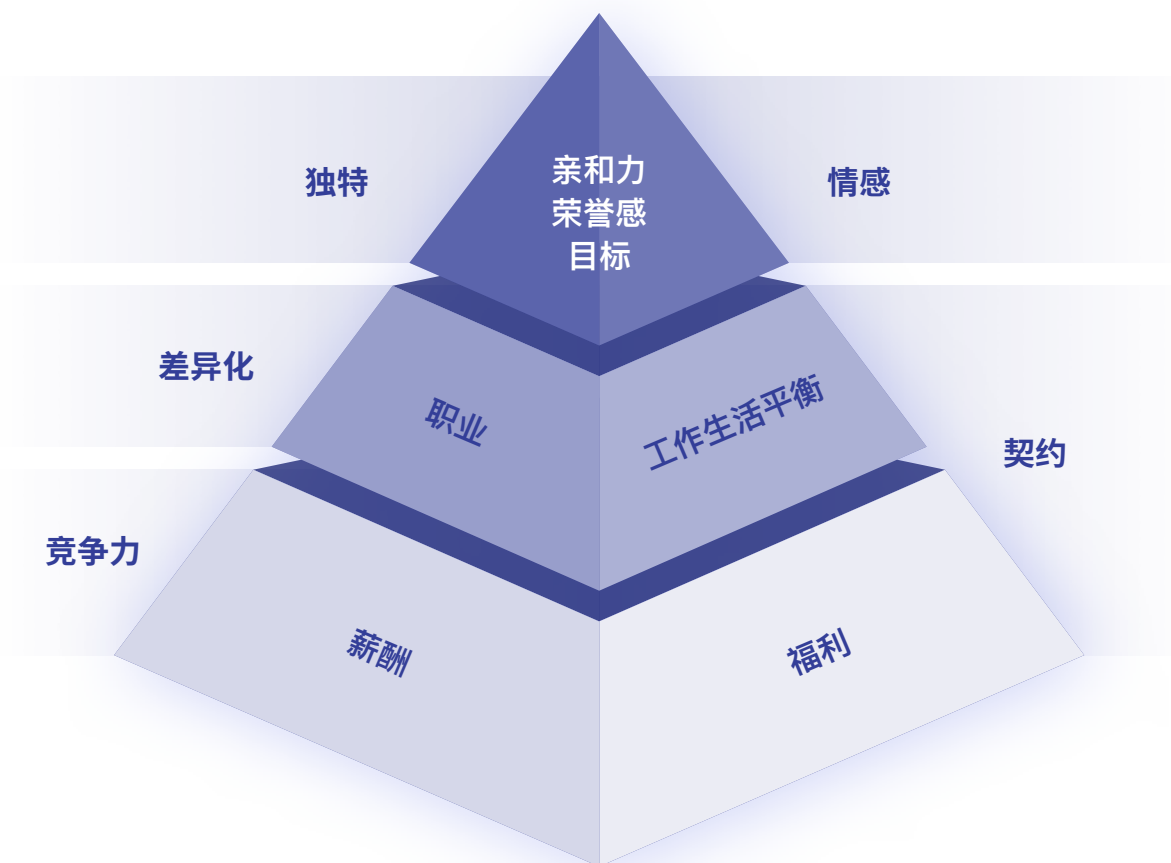 亲和力
荣誉感
目标
独特
情感
差异化
职业
工作生活平衡
契约
竞争力
薪酬
福利